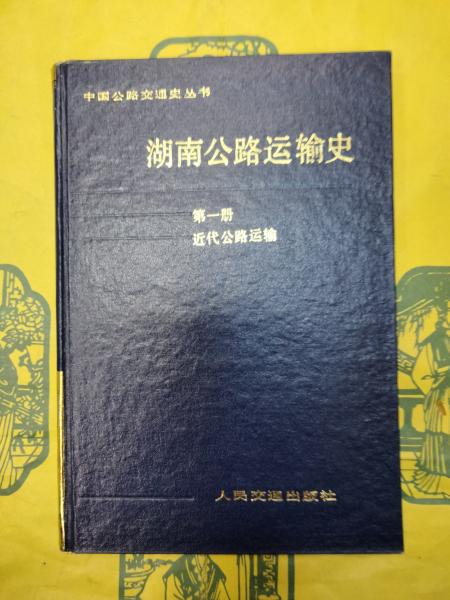 中国公路交通史丛书
湖南公路运输史
第一册
近代公路运输
人民交通出版社